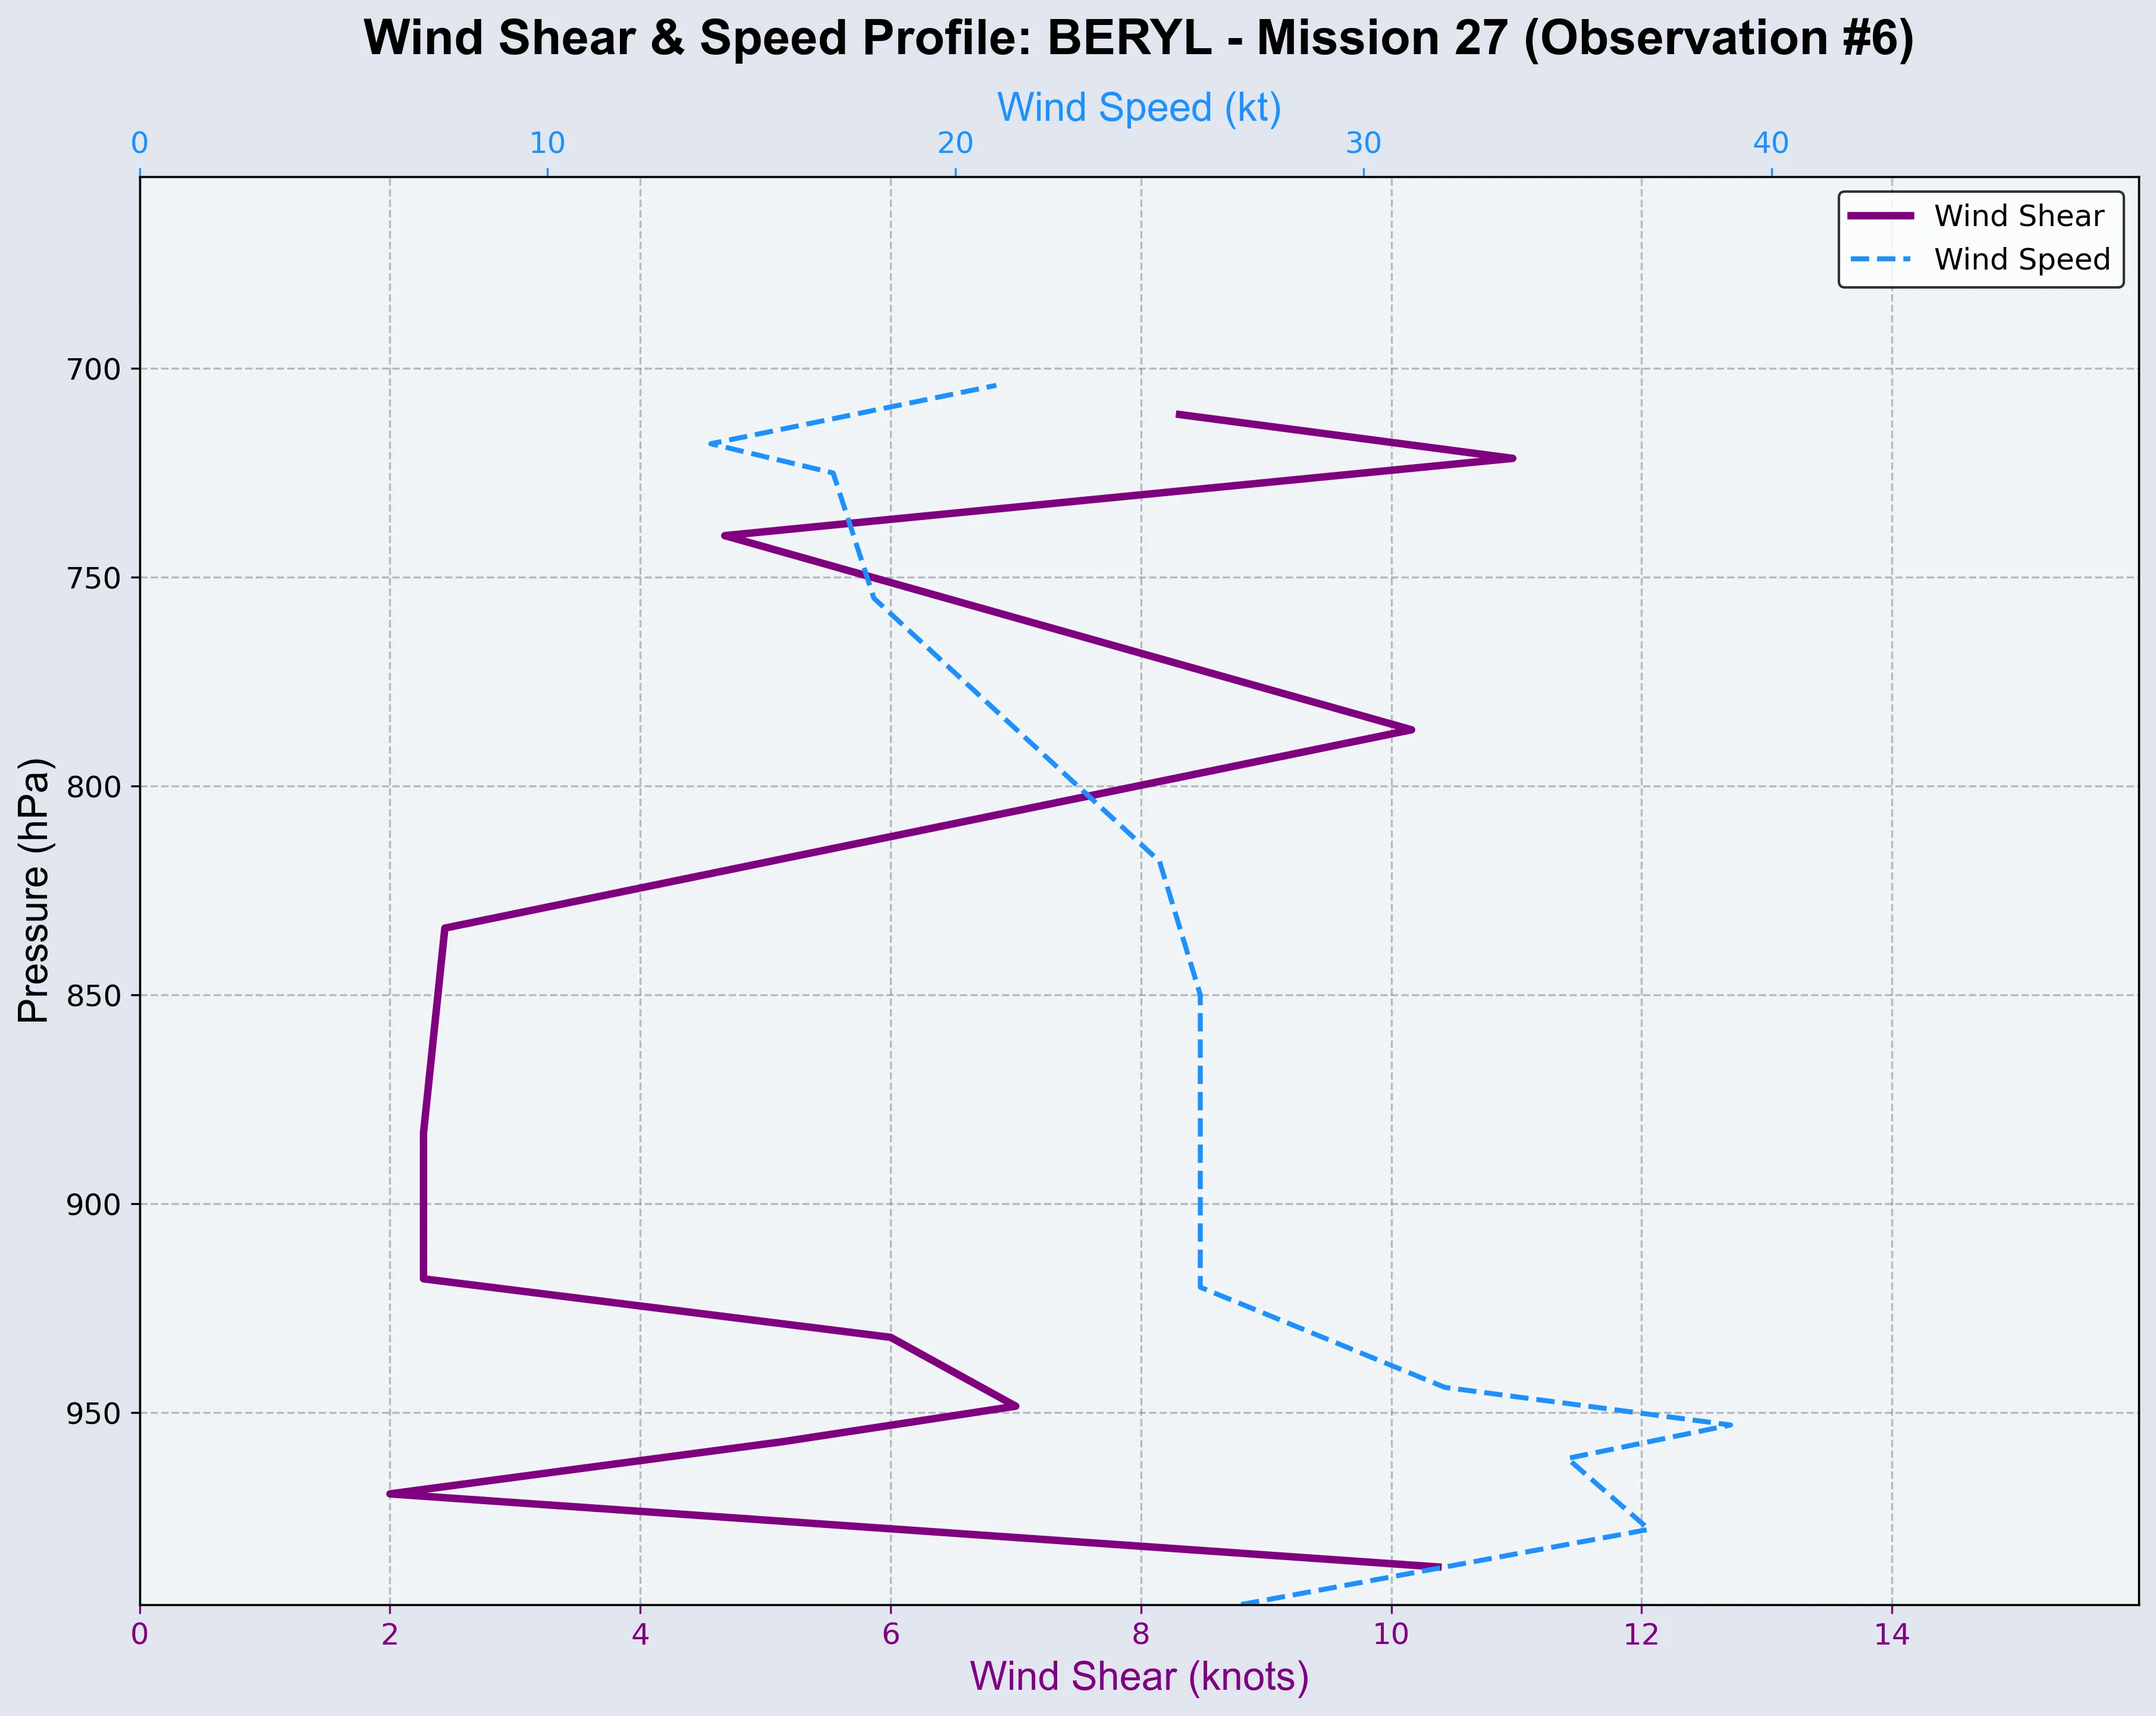 Wind Shear & Speed Profile: BERYL - Mission 27 (Observation #6)
Wind Speed (kt)
0 10 20 30 40
Wind Shear
Wind Speed
Pressure (hPa)
700
750
800
850
900
950
0 2 4 6 8 10 12 14
Wind Shear (knots)